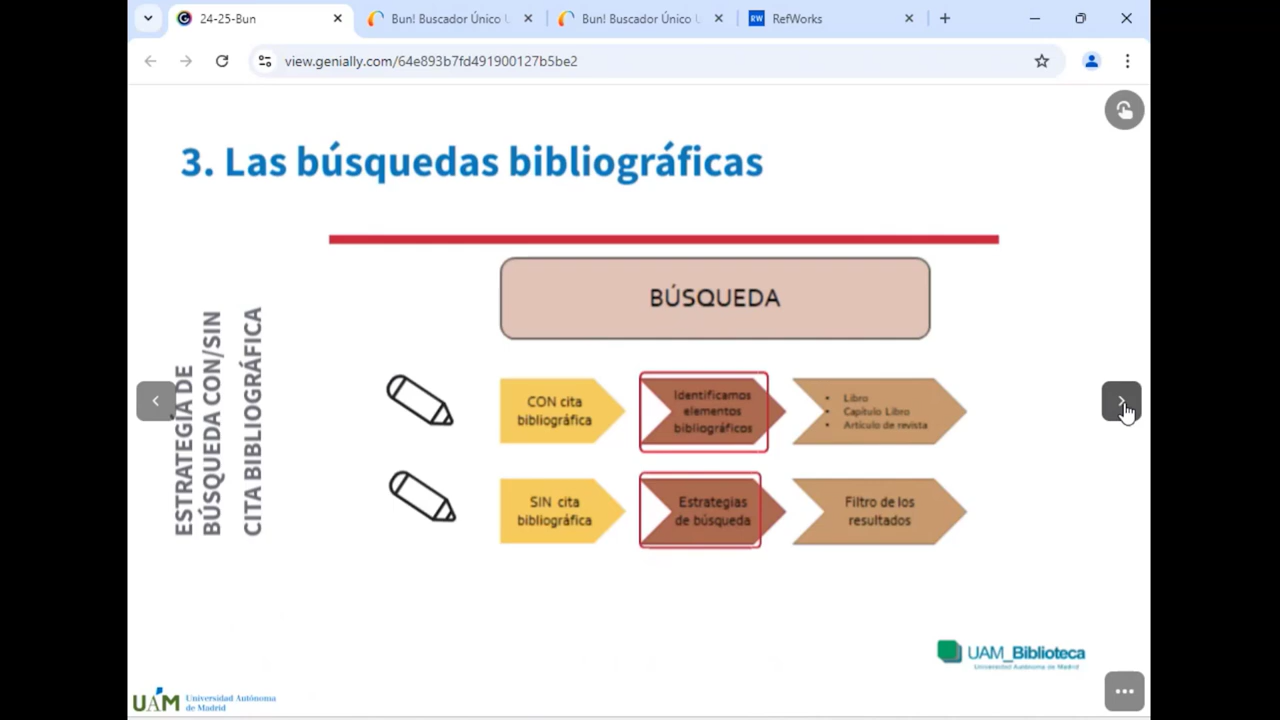 24-25-Bun
Bun! Buscador Único U
Bun! Buscador Único U
RW
RefWorks
view.genially.com/64e893b7fd491900127b5be2
3. Las búsquedas bibliográficas
ESTRATEGIA DE
BÚSQUEDA CON/SIN
CITA BIBLIOGRÁFICA
BÚSQUEDA
CON cita
bibliográfica
Identificamos
elementos
bibliográficos
• Libro
• Capítulo Libro
• Artículo de revista
SIN cita
bibliográfica
Estrategias
de búsqueda
Filtro de los
resultados
UAM_Biblioteca
Universidad Autónoma de Madrid
UAM Universidad Autónoma
de Madrid